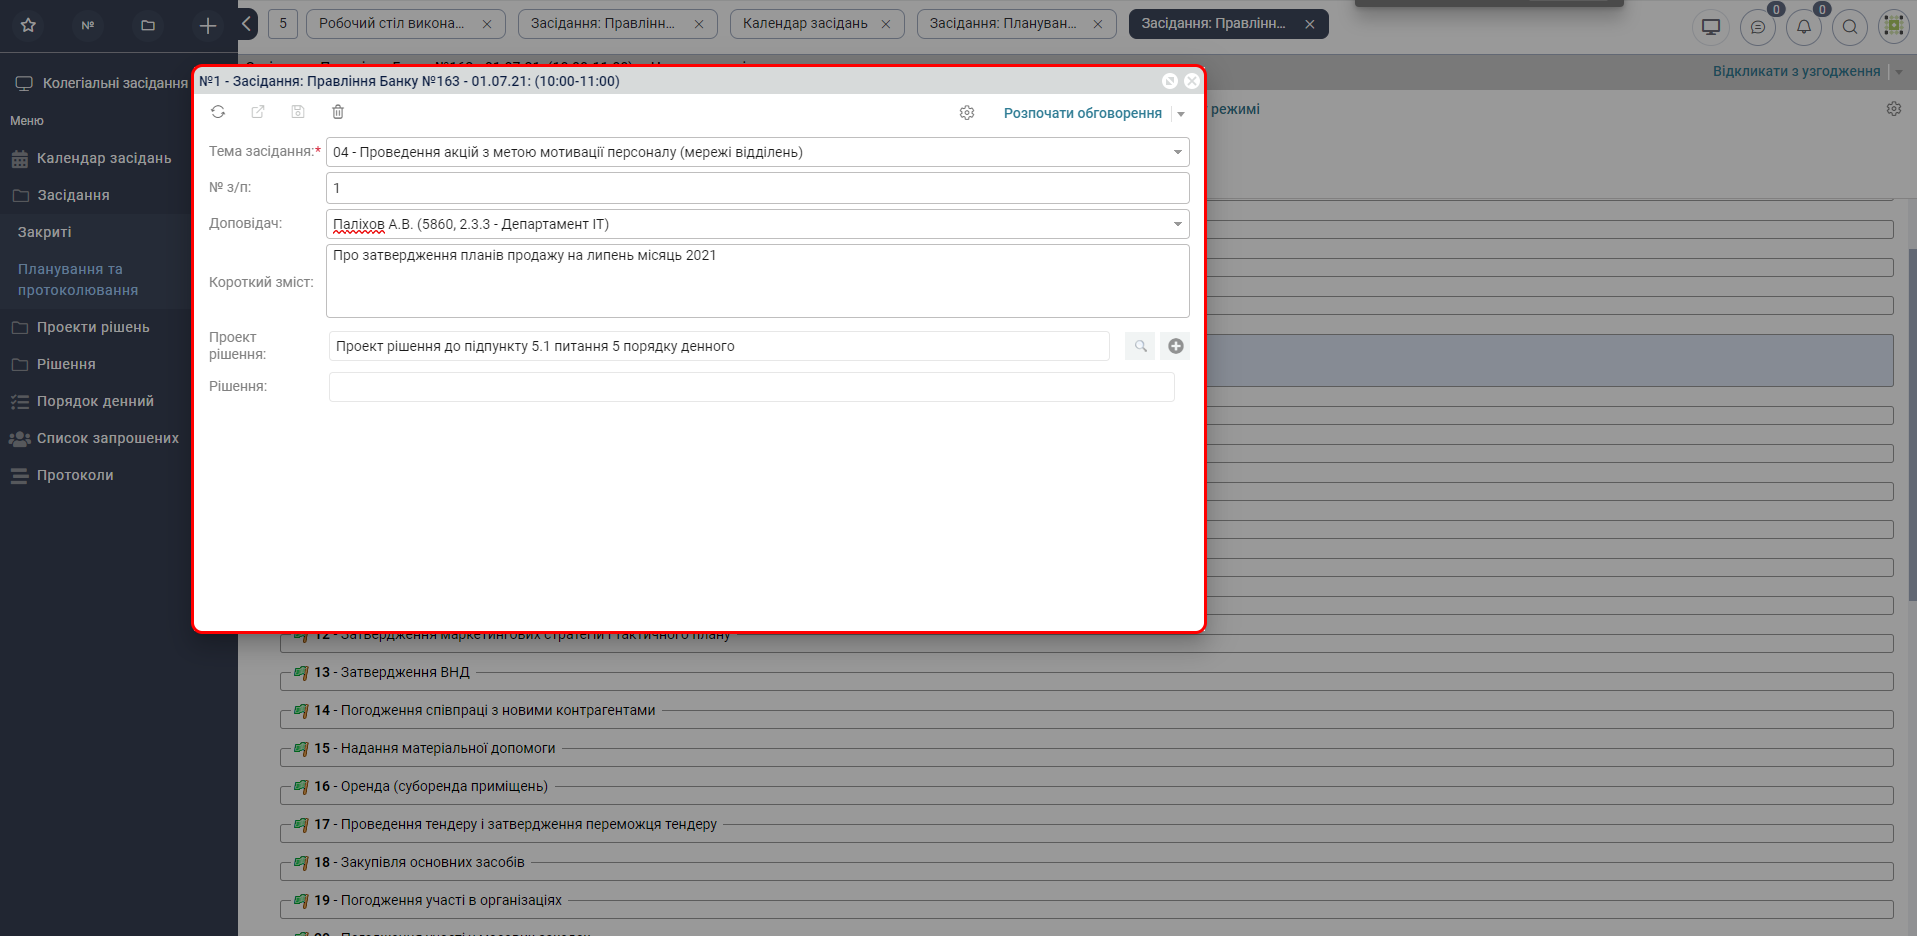 №
5
Робочий стіл викона...
Засідання: Правлінн...
Календар засідань
Засідання: Плануван...
Засідання: Правлінн...
0
0
Колегіальні засідання
Меню
Календар засідань
Засідання
Закриті
Планування та
протоколювання
Проекти рішень
Рішення
Порядок денний
Список запрошених
Протоколи
Відкликати з узгодження
режимі
№1 - Засідання: Правління Банку №163 - 01.07.21: (10:00-11:00)
Розпочати обговорення
Тема засідання:* 04 - Проведення акцій з метою мотивації персоналу (мережі відділень)
№ з/п: 1
Доповідач: Паліхов А.В. (5860, 2.3.3 - Департамент ІТ)
Короткий зміст: Про затвердження планів продажу на липень місяць 2021
Проект
рішення: Проект рішення до підпункту 5.1 питання 5 порядку денного
Рішення:
12 - Затвердження маркетингових стратегій і тактичного плану
13 - Затвердження ВНД
14 - Погодження співпраці з новими контрагентами
15 - Надання матеріальної допомоги
16 - Оренда (суборенда приміщень)
17 - Проведення тендеру і затвердження переможця тендеру
18 - Закупівля основних засобів
19 - Погодження участі в організаціях